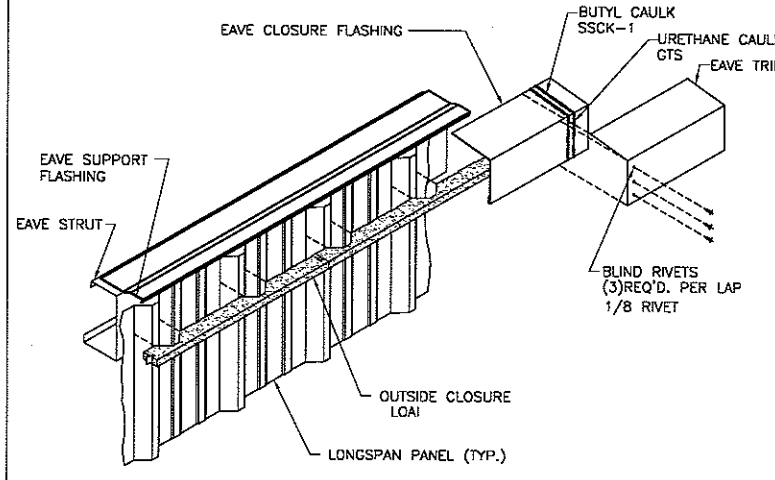 EAVE CLOSURE FLASHING
BUTYL CAULK
SSCK-1
URETHANE CAUL
GTS
EAVE TRI
EAVE SUPPORT
FLASHING
EAVE STRUT
BLIND RIVETS
(3)REQ'D. PER LAP
1/8 RIVET
OUTSIDE CLOSURE
LOAI
LONGSPAN PANEL (TYP.)